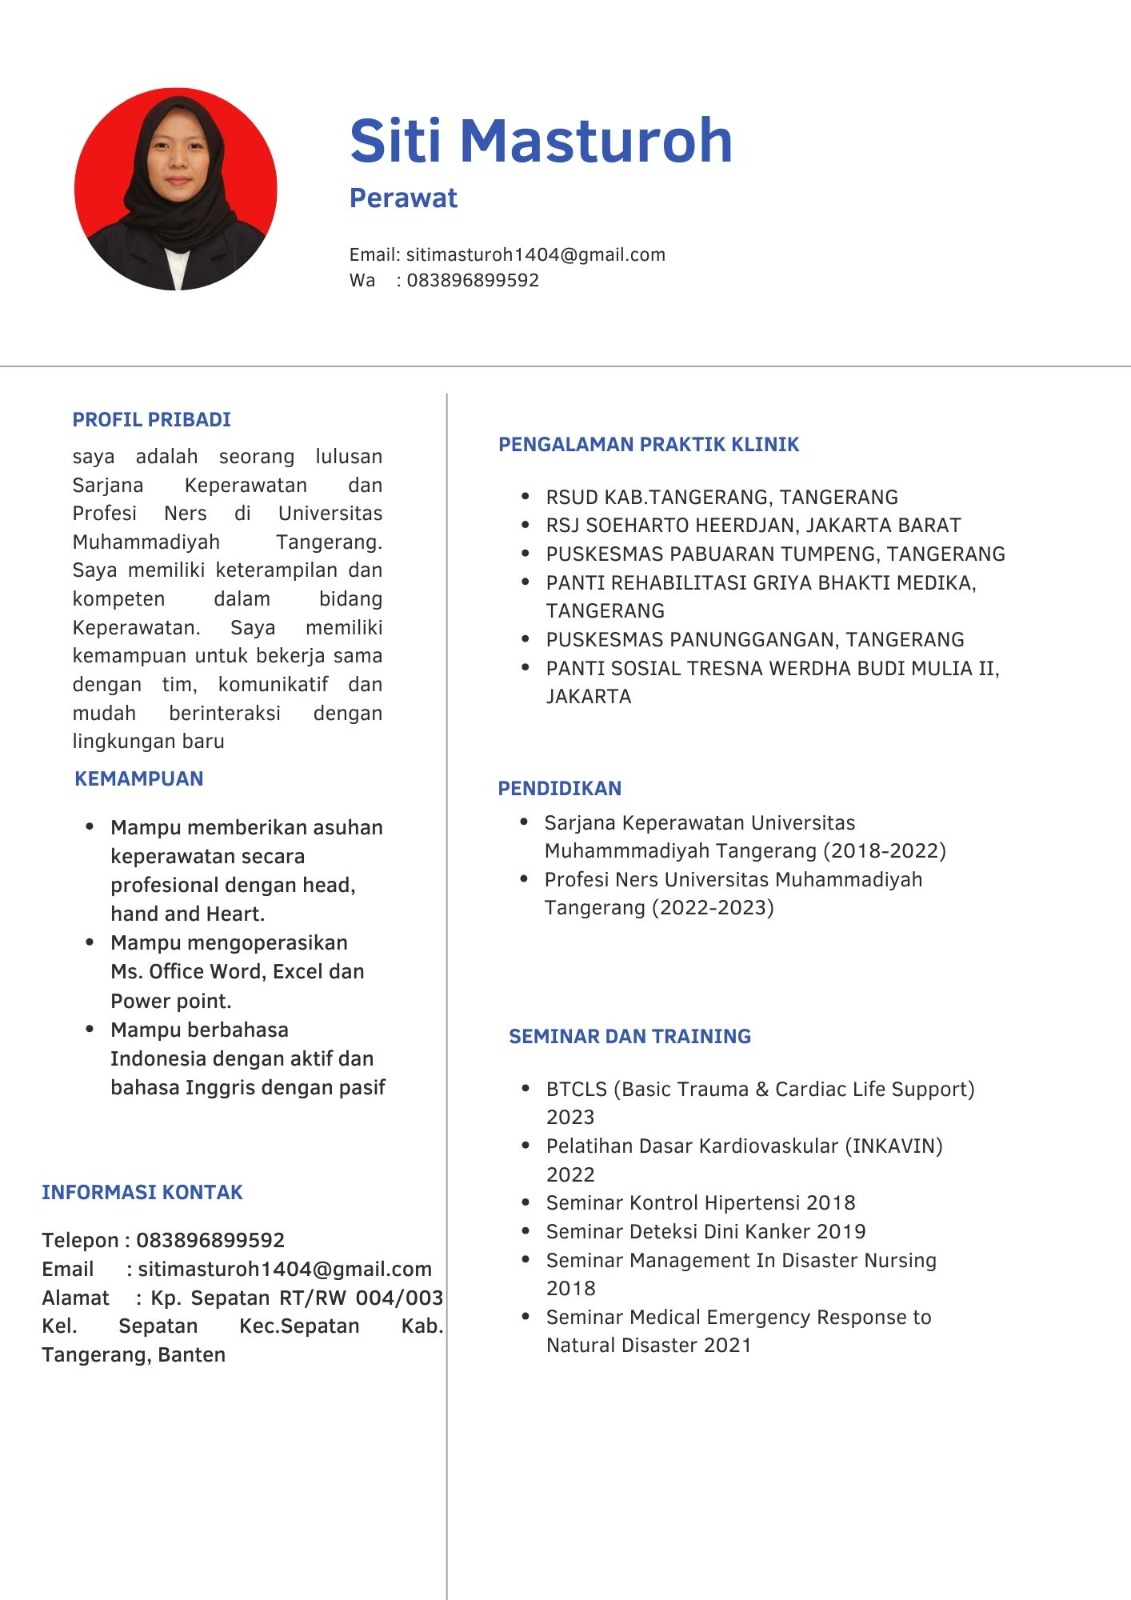 Siti Masturoh
Perawat
Email: sitimasturoh1404@gmail.com
Wa : 083896899592
PROFIL PRIBADI
saya adalah seorang lulusan
Sarjana Keperawatan dan
Profesi Ners di Universitas
Muhammadiyah Tangerang.
Saya memiliki keterampilan dan
kompeten dalam bidang
Keperawatan. Saya memiliki
kemampuan untuk bekerja sama
dengan tim, komunikatif dan
mudah berinteraksi dengan
lingkungan baru
KEMAMPUAN
• Mampu memberikan asuhan
keperawatan secara
profesional dengan head,
hand and Heart.
• Mampu mengoperasikan
Ms. Office Word, Excel dan
Power point.
• Mampu berbahasa
Indonesia dengan aktif dan
bahasa Inggris dengan pasif
INFORMASI KONTAK
Telepon : 083896899592
Email : sitimasturoh1404@gmail.com
Alamat : Kp. Sepatan RT/RW 004/003
Kel. Sepatan Kec.Sepatan Kab.
Tangerang, Banten
PENGALAMAN PRAKTIK KLINIK
• RSUD KAB.TANGERANG, TANGERANG
• RSJ SOEHARTO HEERDJAN, JAKARTA BARAT
• PUSKESMAS PABUARAN TUMPENG, TANGERANG
• PANTI REHABILITASI GRIYA BHAKTI MEDIKA,
TANGERANG
• PUSKESMAS PANUNGGANGAN, TANGERANG
• PANTI SOSIAL TRESNA WERDHA BUDI MULIA II,
JAKARTA
PENDIDIKAN
• Sarjana Keperawatan Universitas
Muhammmadiyah Tangerang (2018-2022)
• Profesi Ners Universitas Muhammadiyah
Tangerang (2022-2023)
SEMINAR DAN TRAINING
• BTCLS (Basic Trauma & Cardiac Life Support)
2023
• Pelatihan Dasar Kardiovaskular (INKAVIN)
2022
• Seminar Kontrol Hipertensi 2018
• Seminar Deteksi Dini Kanker 2019
• Seminar Management In Disaster Nursing
2018
• Seminar Medical Emergency Response to
Natural Disaster 2021